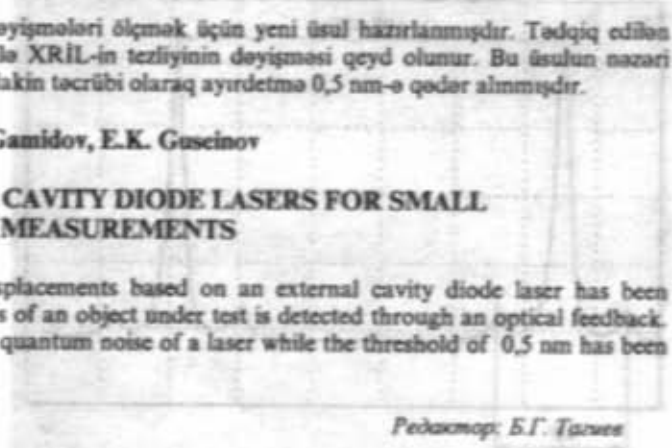 əyişmələri ölçmək üçün yeni üsul hazırlanmışdır. Tədqiq edilən
lə XRİL-in tezliyinin dəyişməsi qeyd olunur. Bu üsulun nəzəri
lakin təcrübi olaraq ayırdetmə 0,5 nm-ə qədər alınmışdır.
Gamidov, E.K. Guseinov
CAVITY DIODE LASERS FOR SMALL
MEASUREMENTS
splacements based on an external cavity diode laser has been
s of an object under test is detected through an optical feedback.
quantum noise of a laser while the threshold of 0,5 nm has been
Редактор: Б.Г. Тагиев